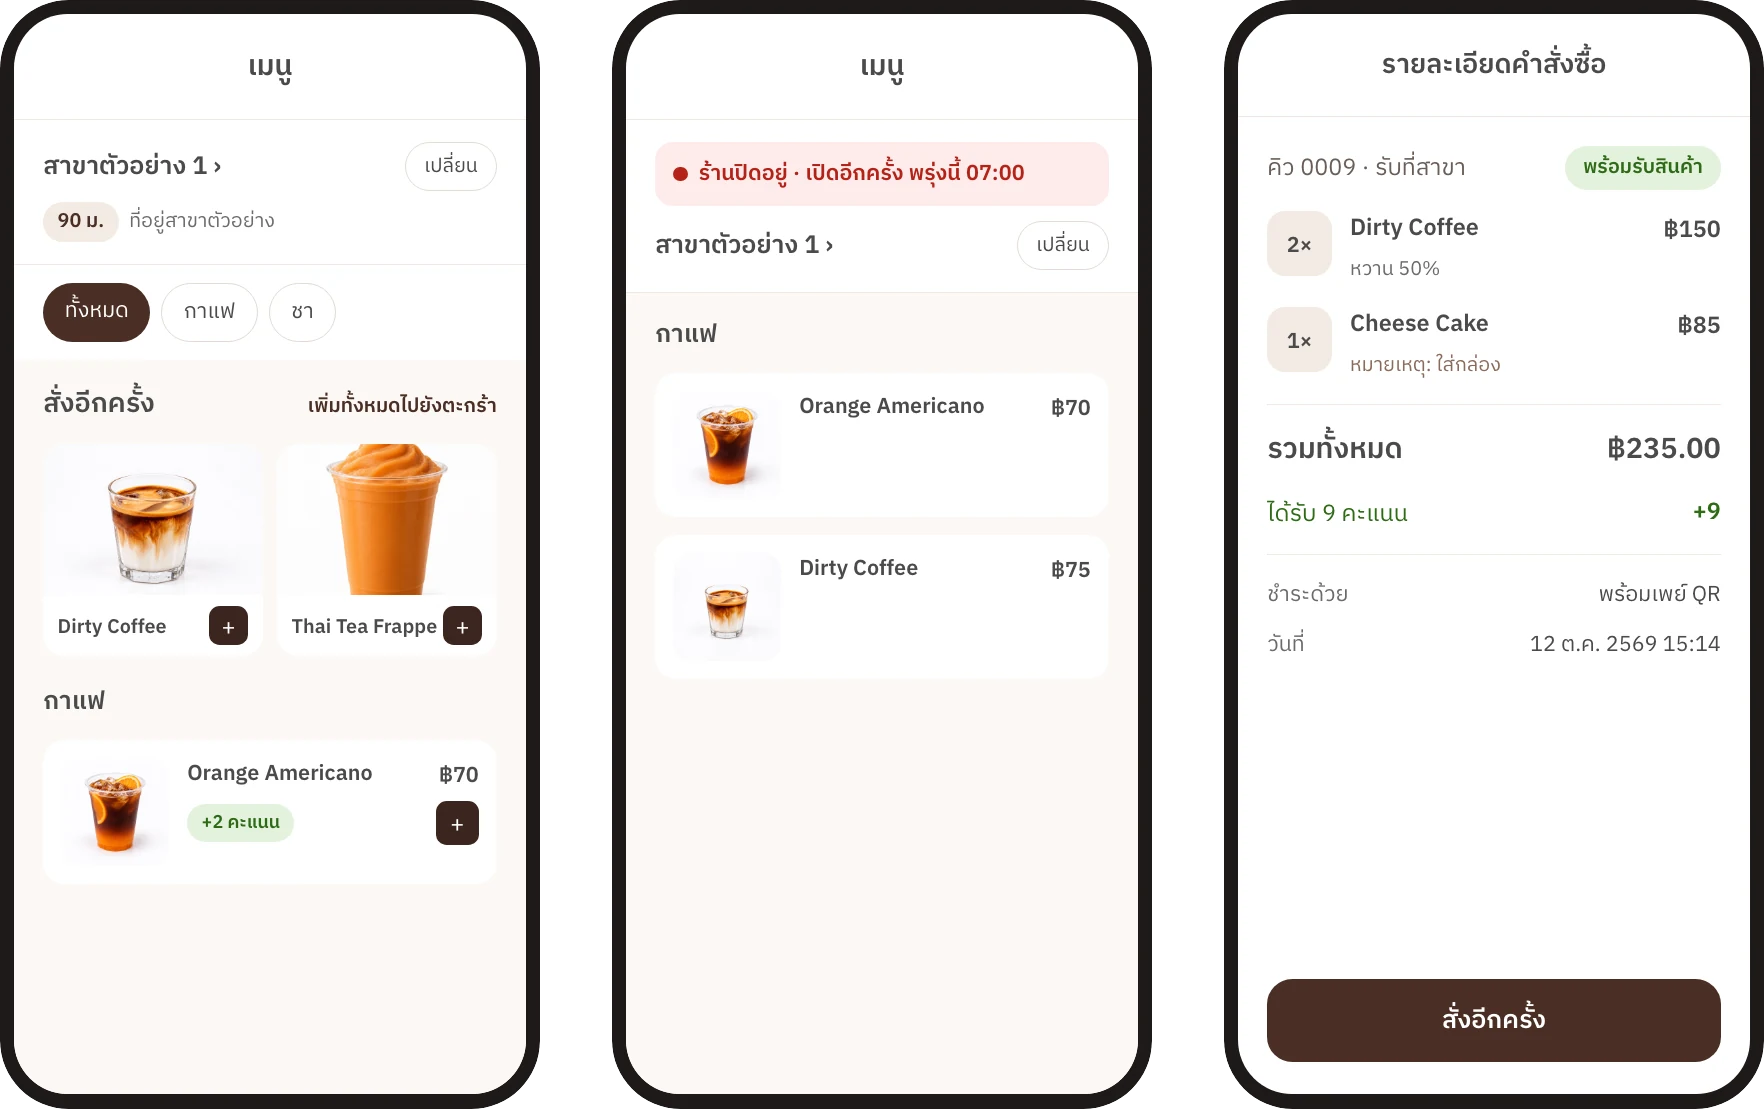 เมนู
สาขาตัวอย่าง 1 ›
เปลี่ยน
90 ม. ที่อยู่สาขาตัวอย่าง
ทั้งหมด กาแฟ ชา
สั่งอีกครั้ง
เพิ่มทั้งหมดไปยังตะกร้า
Dirty Coffee +
Thai Tea Frappe +
กาแฟ
Orange Americano ฿70
+2 คะแนน +
เมนู
ร้านปิดอยู่ · เปิดอีกครั้ง พรุ่งนี้ 07:00
สาขาตัวอย่าง 1 ›
เปลี่ยน
กาแฟ
Orange Americano ฿70
Dirty Coffee ฿75
รายละเอียดคำสั่งซื้อ
คิว 0009 · รับที่สาขา
พร้อมรับสินค้า
2× Dirty Coffee ฿150
หวาน 50%
1× Cheese Cake ฿85
หมายเหตุ: ใส่กล่อง
รวมทั้งหมด ฿235.00
ได้รับ 9 คะแนน +9
ชำระด้วย พร้อมเพย์ QR
วันที่ 12 ต.ค. 2569 15:14
สั่งอีกครั้ง